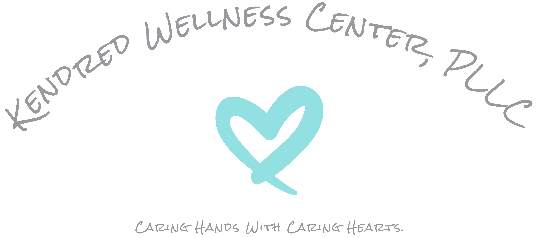 Kendred Wellness Center, PLLC
Caring Hands With Caring Hearts.